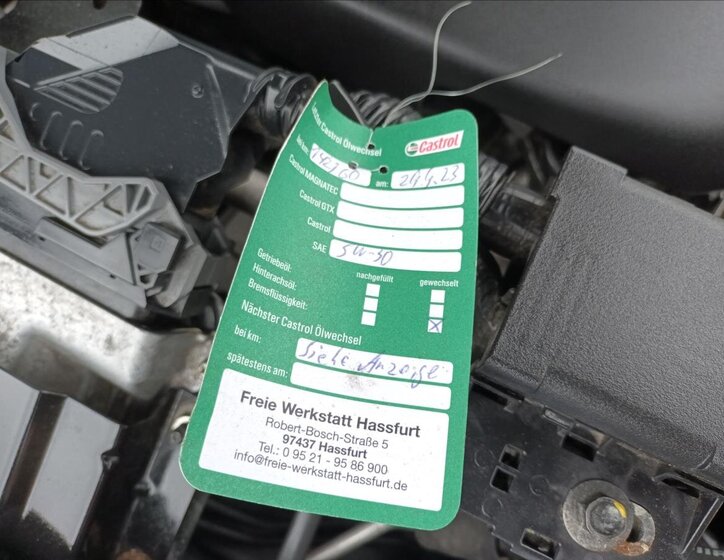 Letzter Castrol Ölwechsel
Castrol
bei km: am: 24.4.23
Castrol MAGNATEC
Castrol GTX
Castrol
SAE 5W-30
nachgefüllt gewechselt
Getriebeöl:
Hinterachsöl:
Bremsflüssigkeit:
Nächster Castrol Ölwechsel
bei km: Siehe Anzeige
spätestens am:
Freie Werkstatt Hassfurt
Robert-Bosch-Straße 5
97437 Hassfurt
Tel.: 0 95 21 - 95 86 900
info@freie-werkstatt-hassfurt.de